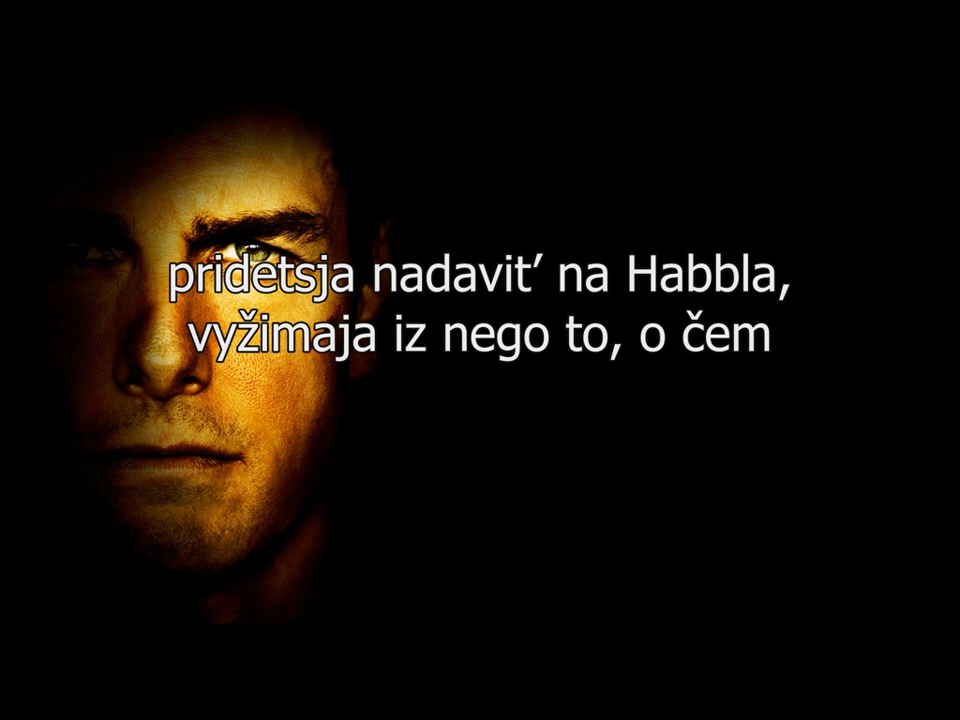 pridetsja nadavit’ na Habbla,
vyžimaja iz nego to, o čem